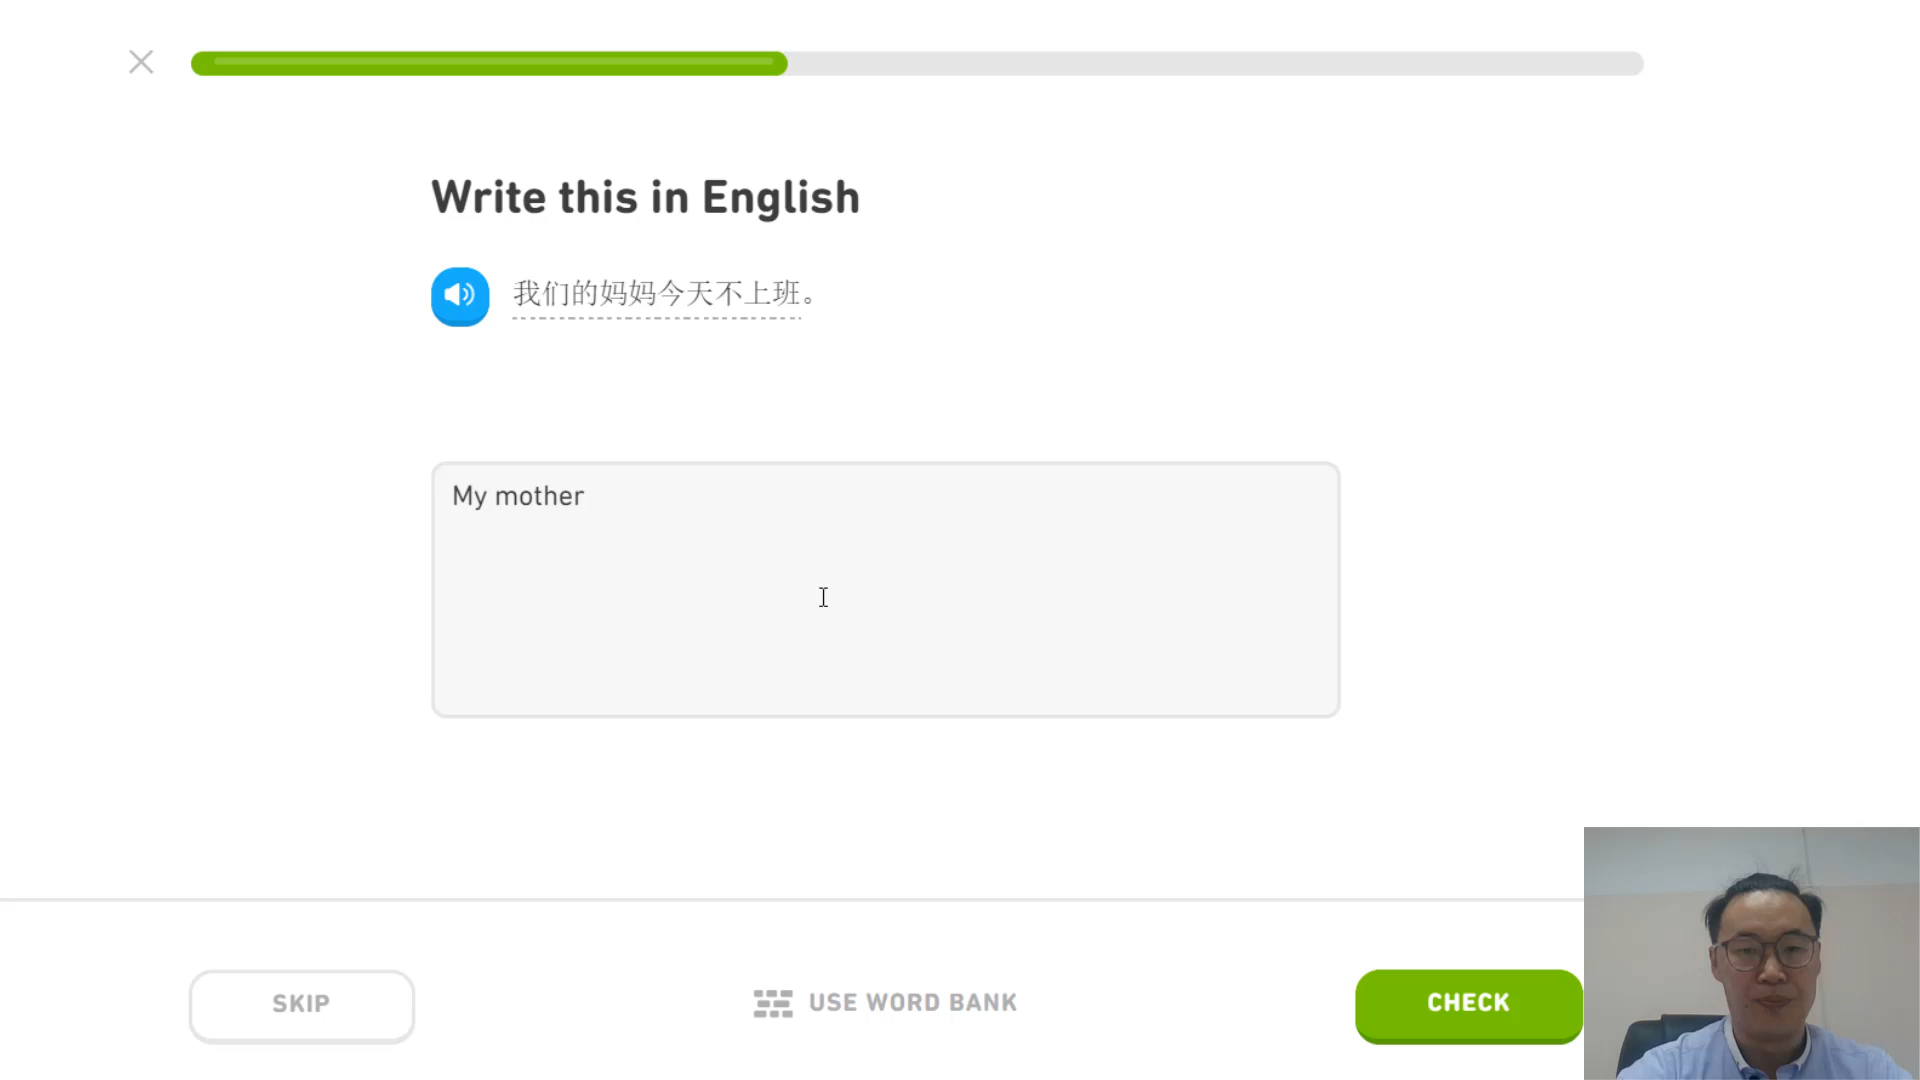 Write this in English
我们的妈妈今天不上班。
My mother
SKIP
USE WORD BANK
CHECK